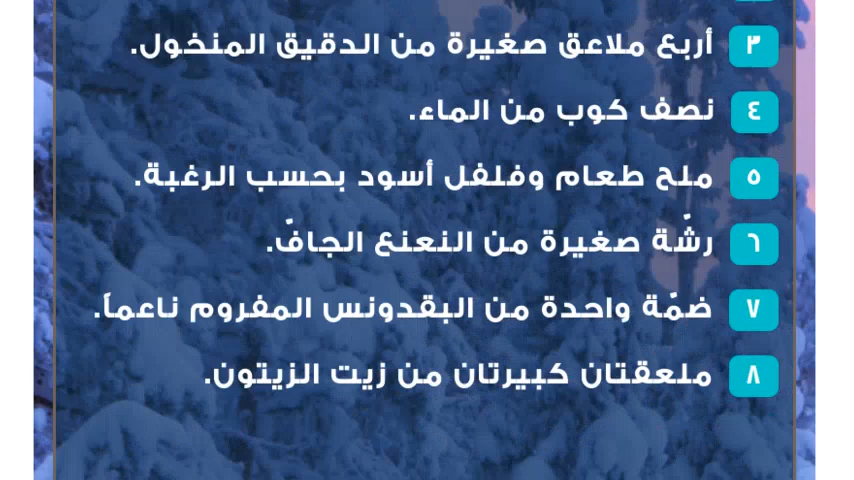 ٣ أربع ملاعق صغيرة من الدقيق المنخول.
٤ نصف كوب من الماء.
٥ ملح طعام وفلفل أسود بحسب الرغبة.
٦ رشّة صغيرة من النعنع الجافّ.
٧ ضمّة واحدة من البقدونس المفروم ناعماً.
٨ ملعقتان كبيرتان من زيت الزيتون.